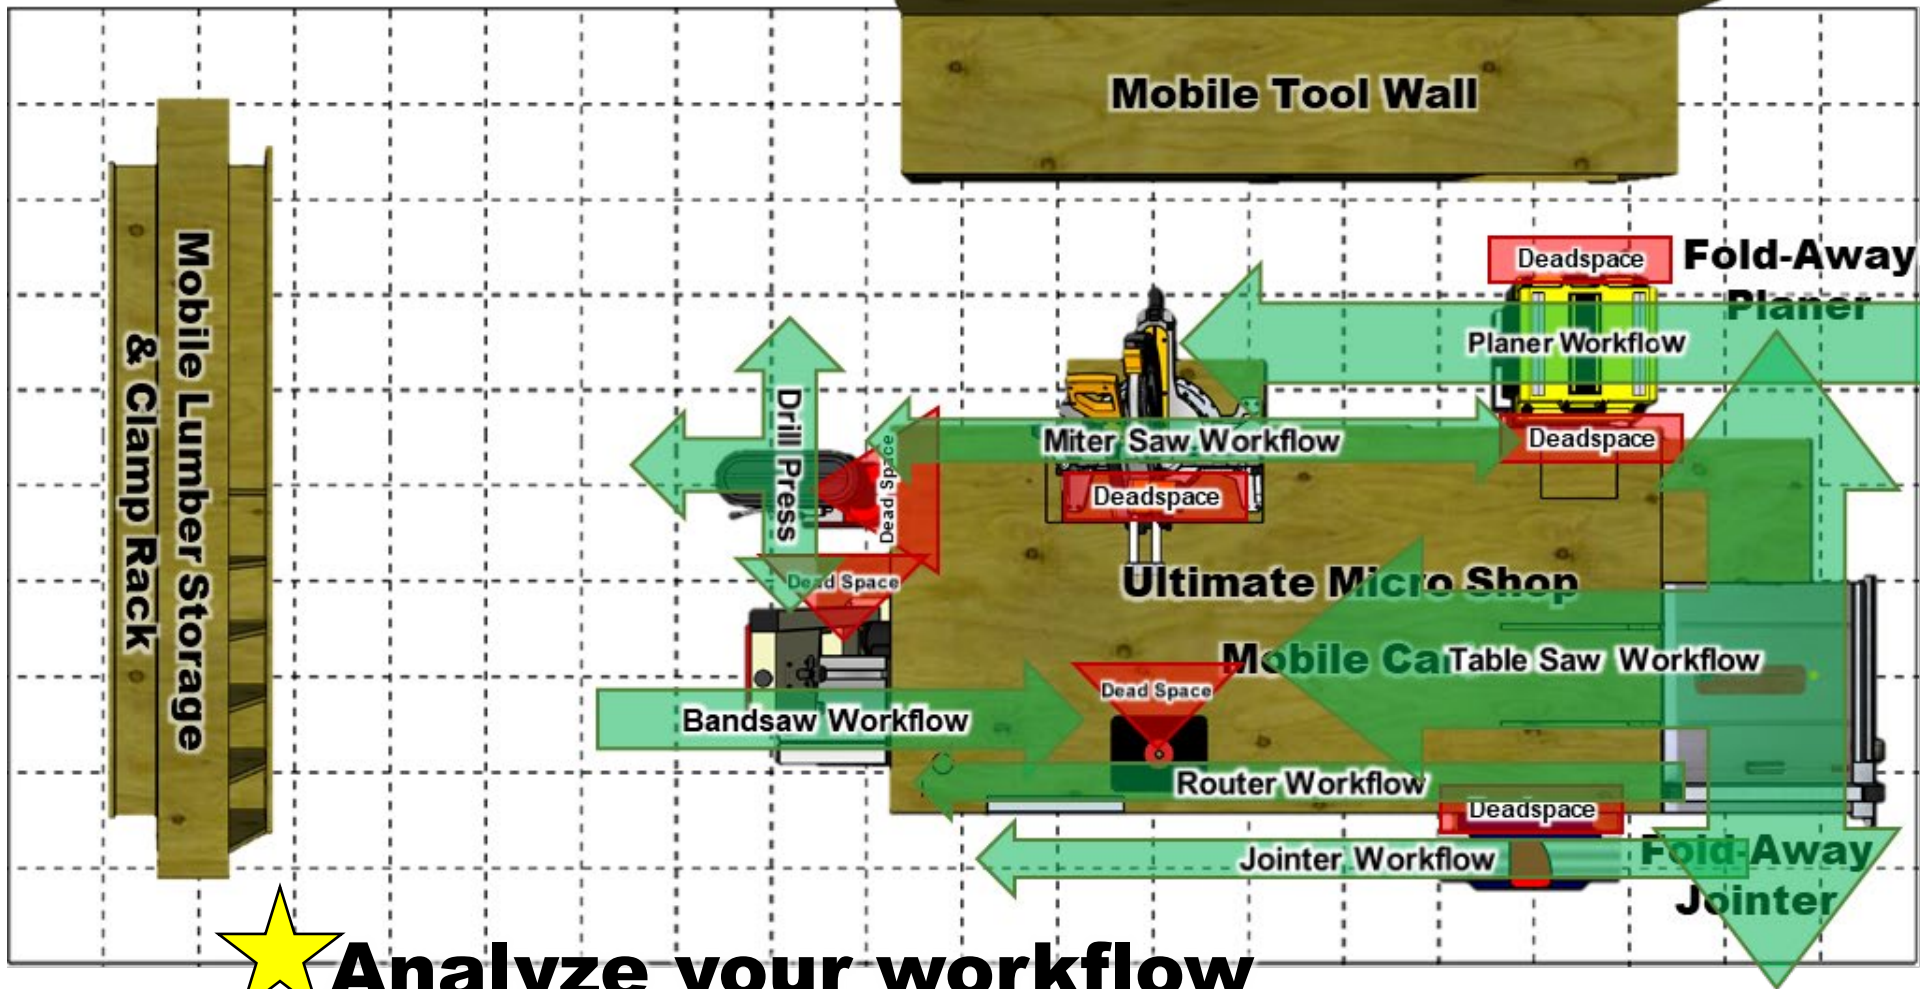 Mobile Tool Wall
Mobile Lumber Storage
& Clamp Rack
Deadspace
Fold-Away
Planer
Planer Workflow
Drill Press
Miter Saw Workflow
Deadspace
Dead Space
Deadspace
Dead Space
Ultimate Micro Shop
Mobile Ca
Table Saw Workflow
Dead Space
Bandsaw Workflow
Router Workflow
Deadspace
Jointer Workflow
Fold-Away
Jointer
Analyze your workflow